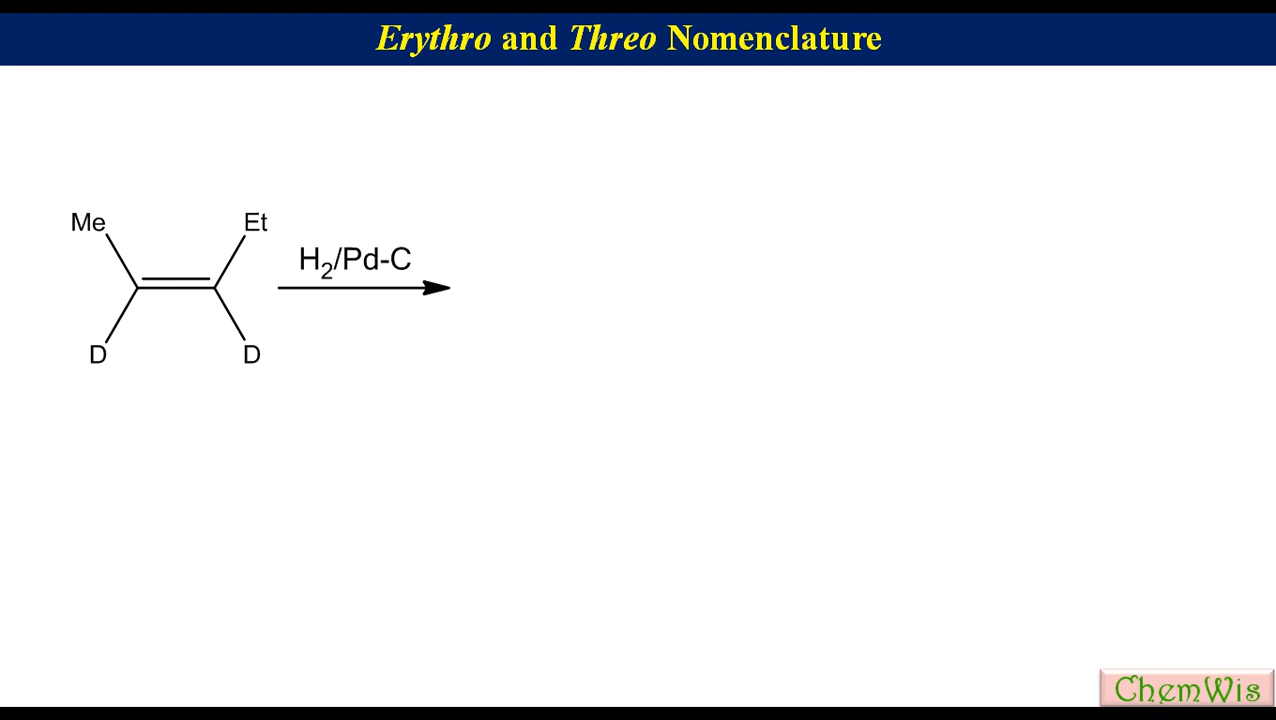 Erythro and Threo Nomenclature
Me
Et
H2/Pd-C
D
D
ChemWis